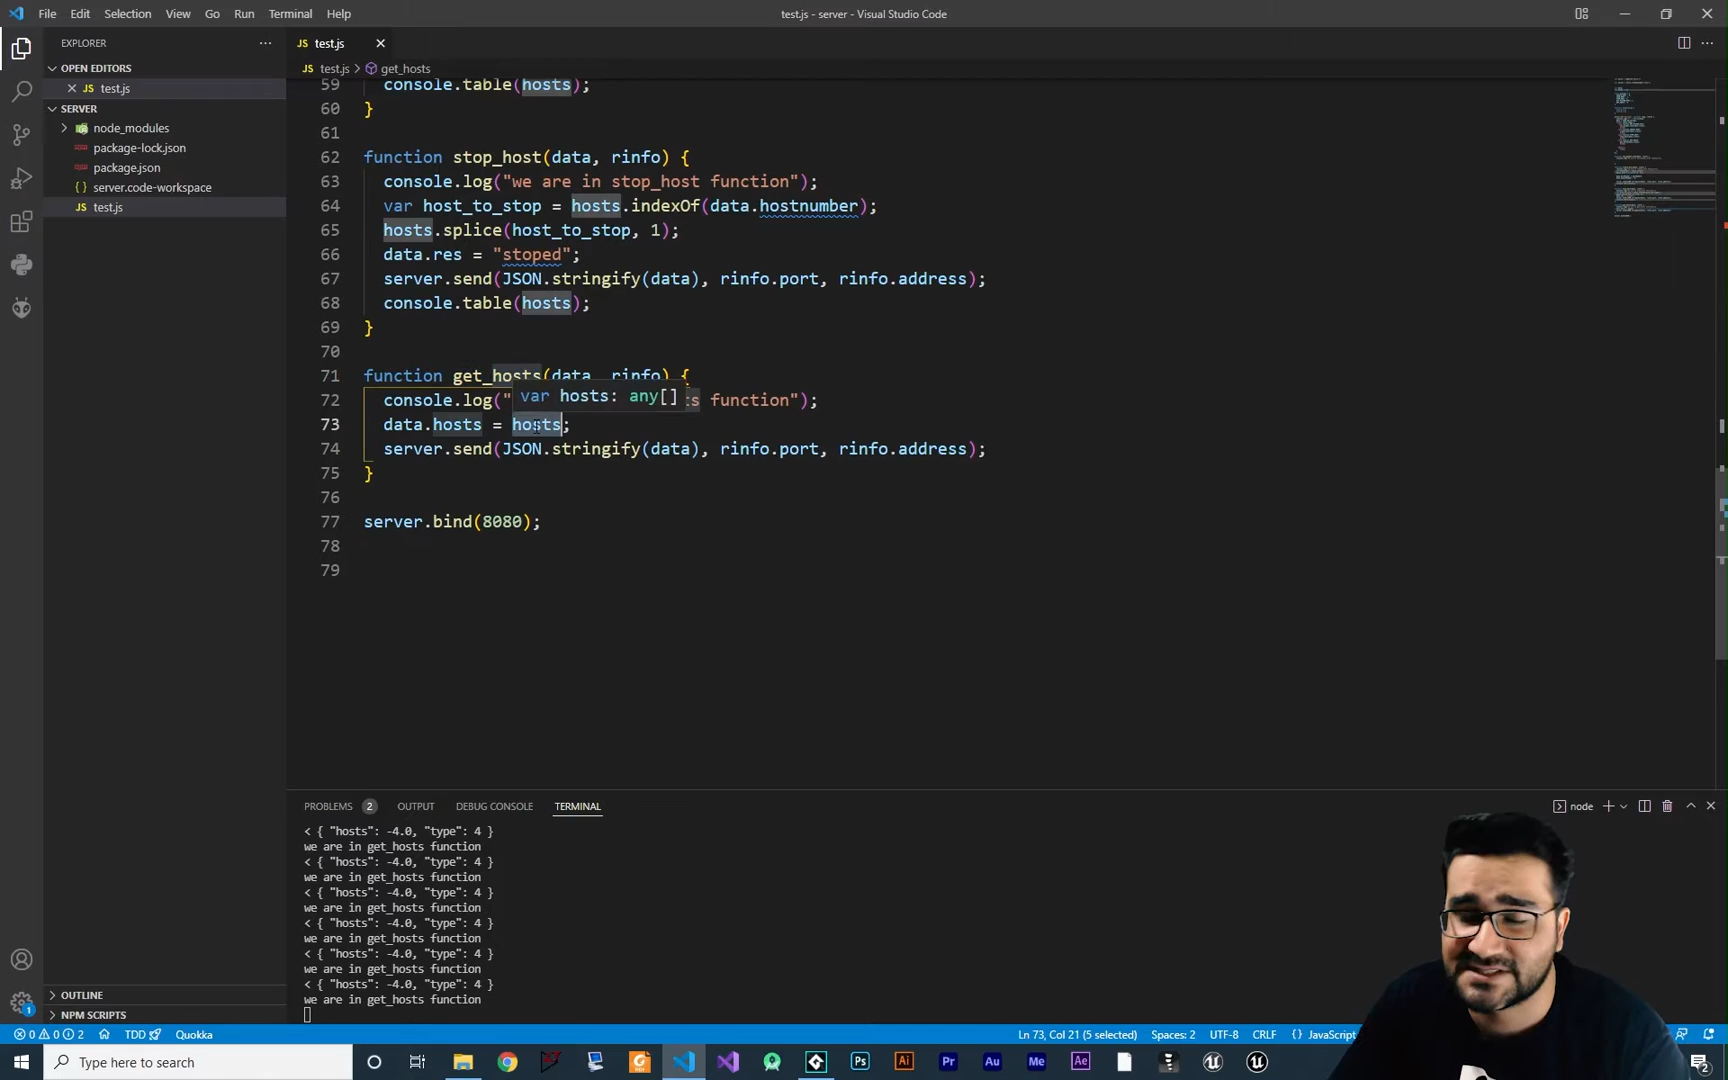 File Edit Selection View Go Run Terminal Help
test.js - server - Visual Studio Code
EXPLORER
OPEN EDITORS
test.js
SERVER
node_modules
package-lock.json
package.json
server.code-workspace
test.js
test.js
test.js > get_hosts
59 console.table(hosts);
60 }
61
62 function stop_host(data, rinfo) {
63 console.log("we are in stop_host function");
64 var host_to_stop = hosts.indexOf(data.hostnumber);
65 hosts.splice(host_to_stop, 1);
66 data.res = "stoped";
67 server.send(JSON.stringify(data), rinfo.port, rinfo.address);
68 console.table(hosts);
69 }
70
71 function get_hosts(data, rinfo) {
var hosts: any[]
72 console.log(" ts function");
73 data.hosts = hosts;
74 server.send(JSON.stringify(data), rinfo.port, rinfo.address);
75 }
76
77 server.bind(8080);
78
79
PROBLEMS 2 OUTPUT DEBUG CONSOLE TERMINAL
node
< { "hosts": -4.0, "type": 4 }
we are in get_hosts function
< { "hosts": -4.0, "type": 4 }
we are in get_hosts function
< { "hosts": -4.0, "type": 4 }
we are in get_hosts function
< { "hosts": -4.0, "type": 4 }
we are in get_hosts function
< { "hosts": -4.0, "type": 4 }
we are in get_hosts function
< { "hosts": -4.0, "type": 4 }
we are in get_hosts function
OUTLINE
NPM SCRIPTS
1
0 0 2 TDD Quokka
Ln 73, Col 21 (5 selected) Spaces: 2 UTF-8 CRLF {} JavaScript
Type here to search
Ps Ai Pr Au Me Ae
2